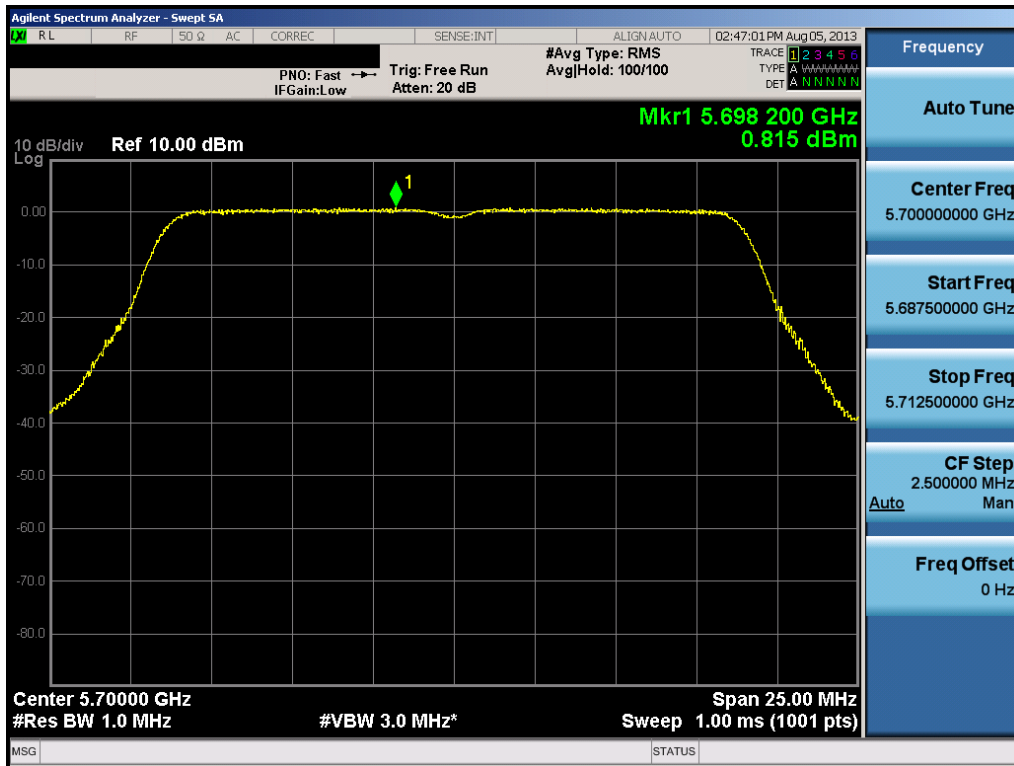 Agilent Spectrum Analyzer - Swept SA
LXI RL RF 50 Ω AC CORREC SENSE:INT ALIGN AUTO 02:47:01 PM Aug 05, 2013
PNO: Fast
IFGain:Low
Trig: Free Run
Atten: 20 dB
#Avg Type: RMS
Avg|Hold: 100/100
TRACE 1 2 3 4 5 6
TYPE A WWWWW
DET A N N N N N
Mkr1 5.698 200 GHz
0.815 dBm
10 dB/div Ref 10.00 dBm
Log
1
0.00
-10.0
-20.0
-30.0
-40.0
-50.0
-60.0
-70.0
-80.0
Center 5.70000 GHz Span 25.00 MHz
#Res BW 1.0 MHz #VBW 3.0 MHz* Sweep 1.00 ms (1001 pts)
MSG STATUS
Frequency
Auto Tune
Center Freq
5.700000000 GHz
Start Freq
5.687500000 GHz
Stop Freq
5.712500000 GHz
CF Step
2.500000 MHz
Auto Man
Freq Offset
0 Hz